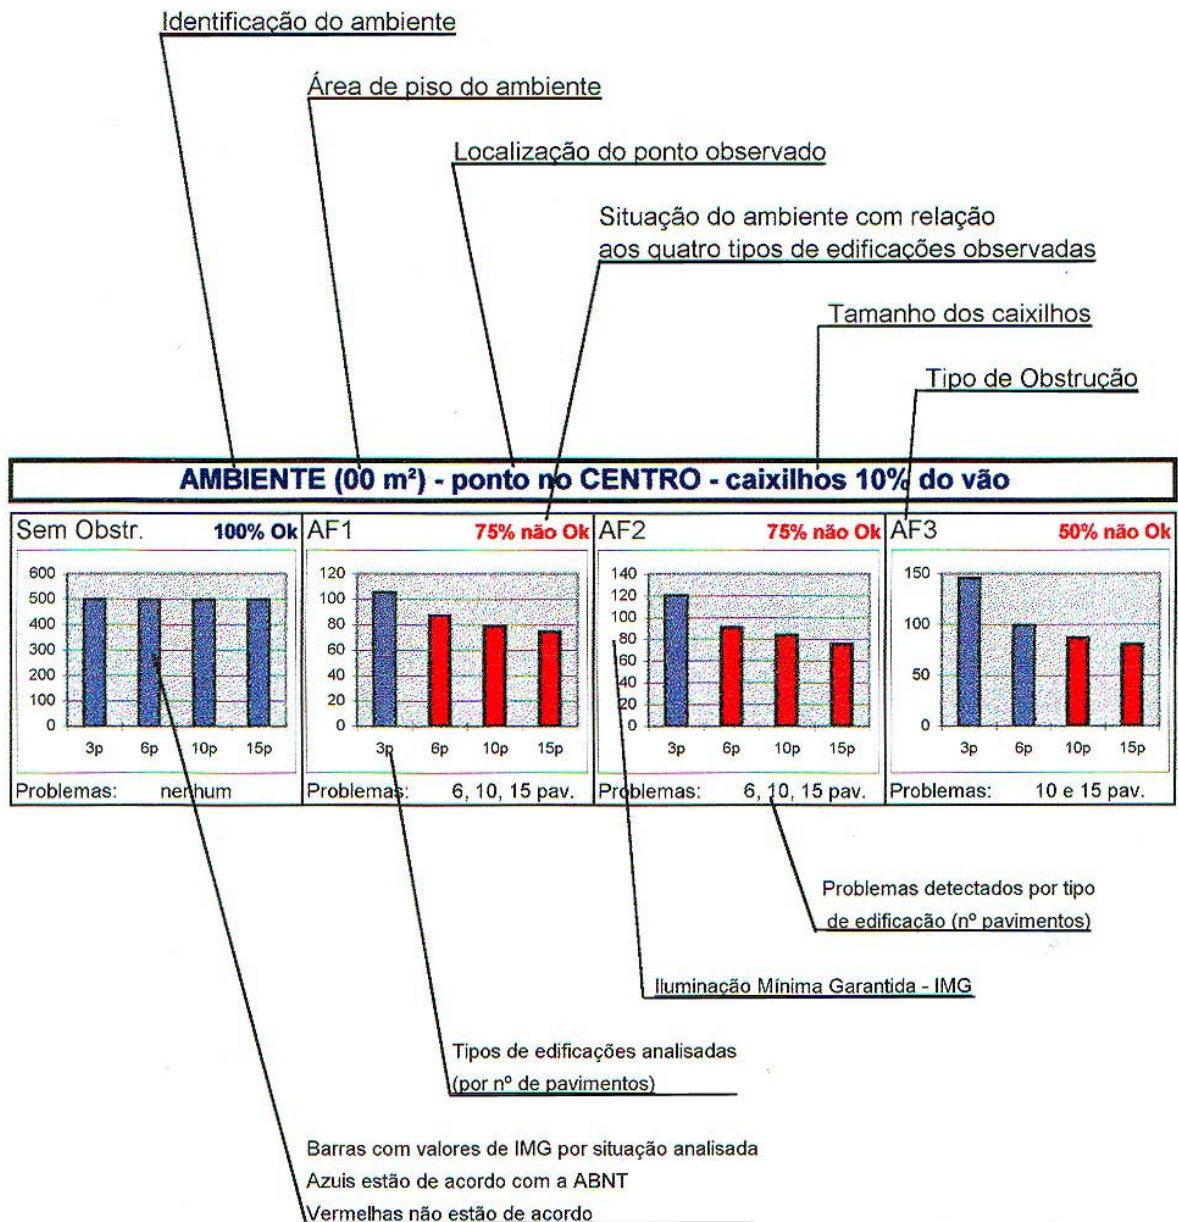 Identificação do ambiente
Área de piso do ambiente
Localização do ponto observado
Situação do ambiente com relação
aos quatro tipos de edificações observadas
Tamanho dos caixilhos
Tipo de Obstrução
AMBIENTE (00 m²) - ponto no CENTRO - caixilhos 10% do vão
Sem Obstr. 100% Ok
600
500
400
300
200
100
0
3p 6p 10p 15p
Problemas: nenhum
AF1 75% não Ok
120
100
80
60
40
20
0
3p 6p 10p 15p
Problemas: 6, 10, 15 pav.
AF2 75% não Ok
140
120
100
80
60
40
20
0
3p 6p 10p 15p
Problemas: 6, 10, 15 pav.
AF3 50% não Ok
150
100
50
0
3p 6p 10p 15p
Problemas: 10 e 15 pav.
Problemas detectados por tipo
de edificação (nº pavimentos)
Iluminação Mínima Garantida - IMG
Tipos de edificações analisadas
(por nº de pavimentos)
Barras com valores de IMG por situação analisada
Azuis estão de acordo com a ABNT
Vermelhas não estão de acordo